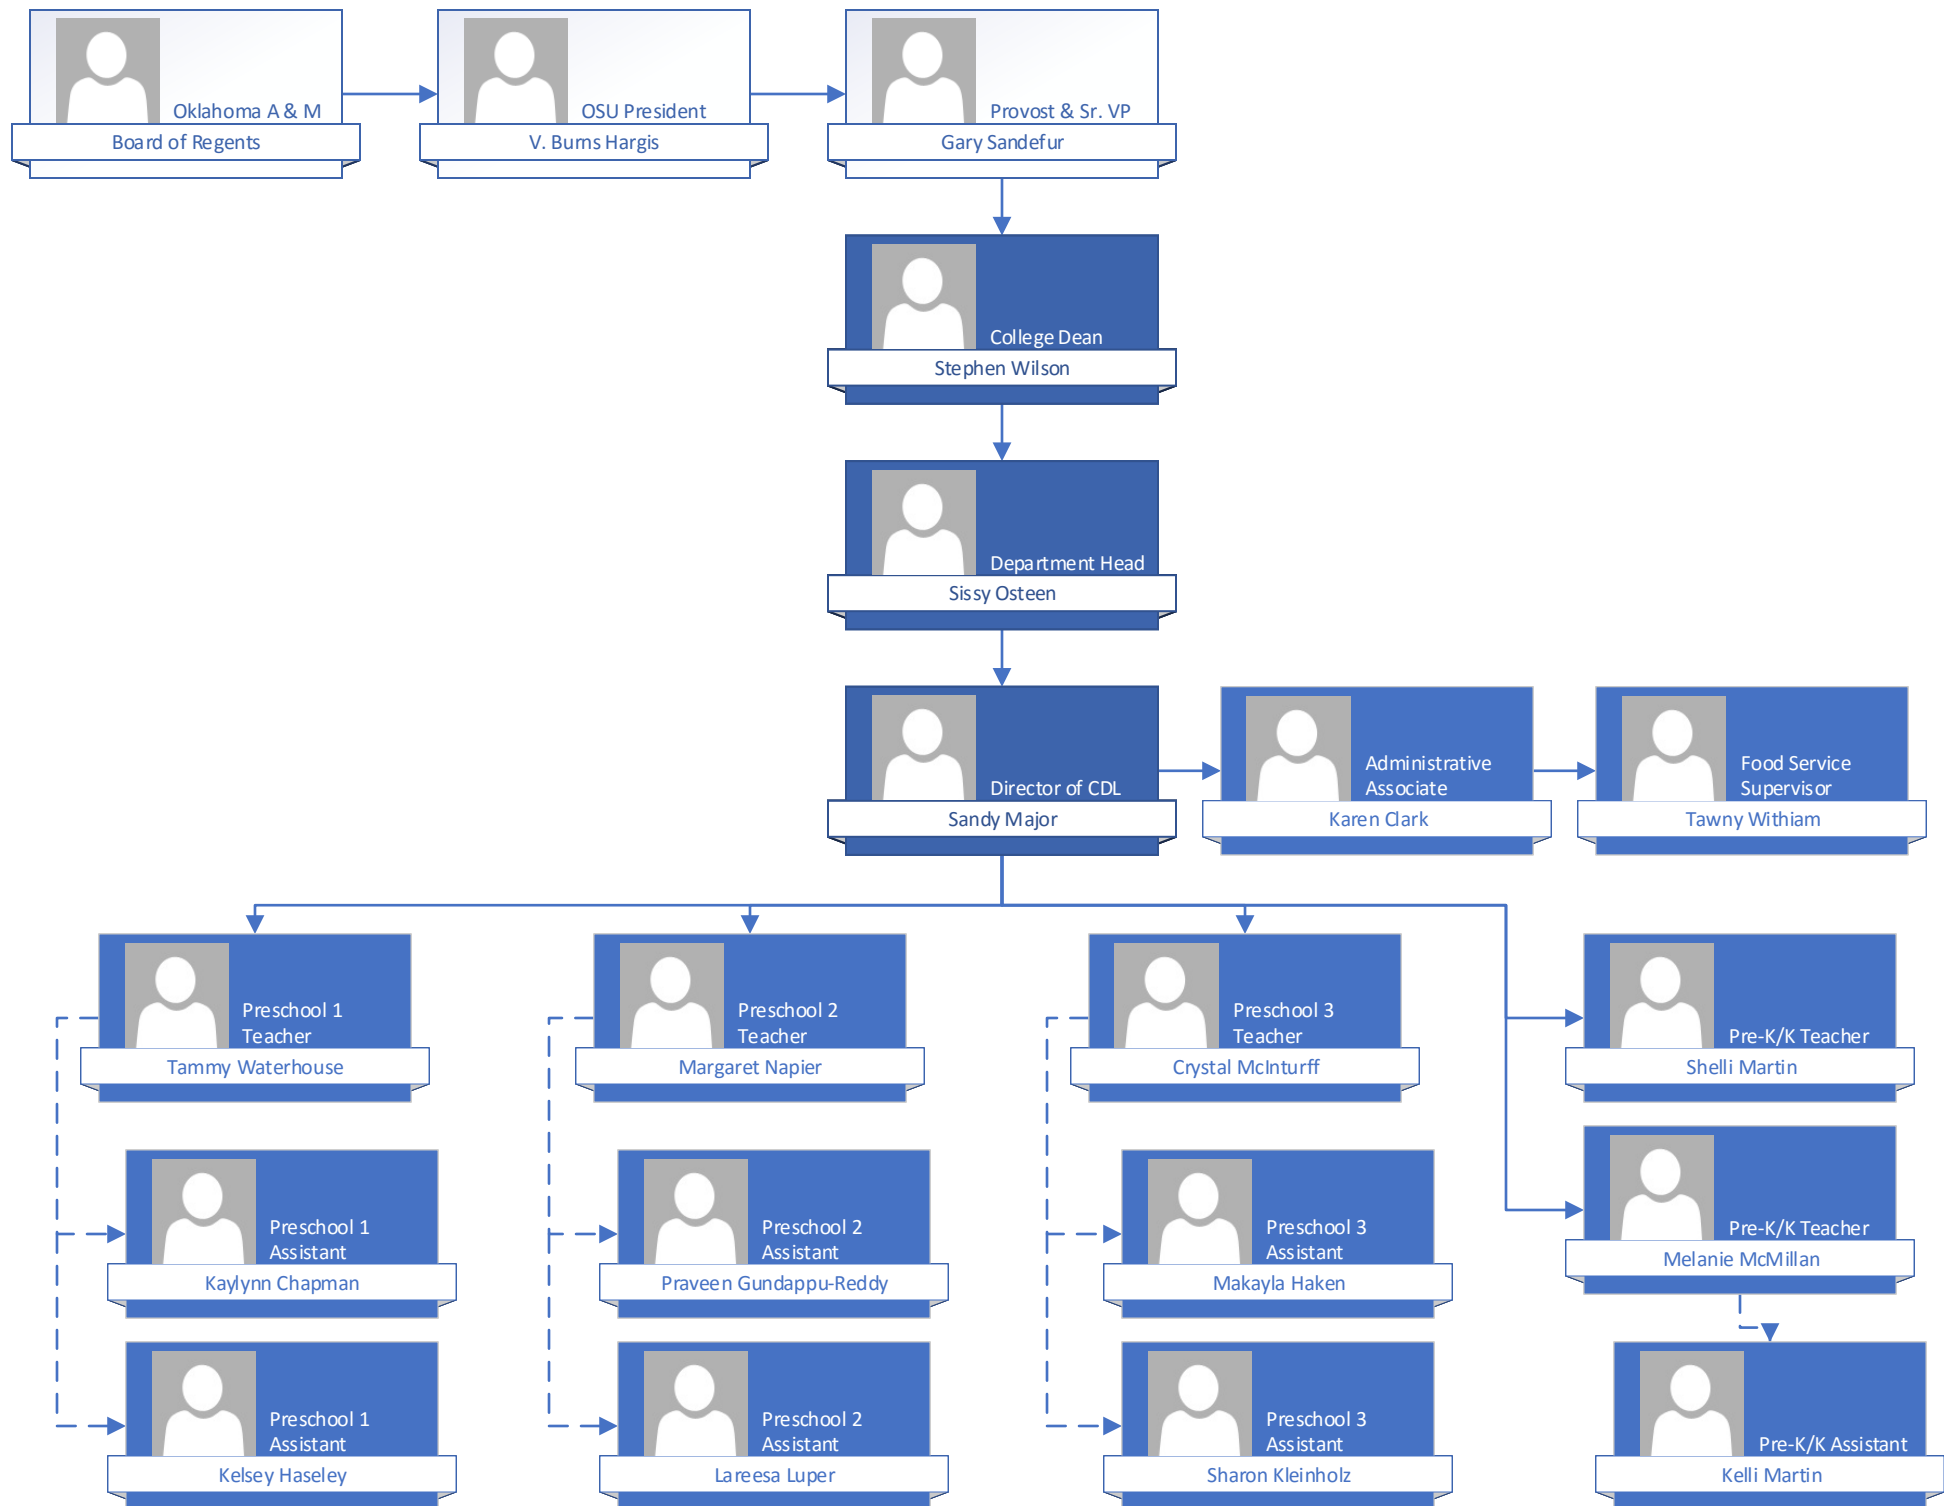 Oklahoma A & M
Board of Regents
OSU President
V. Burns Hargis
Provost & Sr. VP
Gary Sandefur
College Dean
Stephen Wilson
Department Head
Sissy Osteen
Director of CDL
Sandy Major
Administrative
Associate
Karen Clark
Food Service
Supervisor
Tawny Withiam
Preschool 1
Teacher
Tammy Waterhouse
Preschool 2
Teacher
Margaret Napier
Preschool 3
Teacher
Crystal McInturff
Pre-K/K Teacher
Shelli Martin
Preschool 1
Assistant
Kaylynn Chapman
Preschool 2
Assistant
Praveen Gundappu-Reddy
Preschool 3
Assistant
Makayla Haken
Pre-K/K Teacher
Melanie McMillan
Preschool 1
Assistant
Kelsey Haseley
Preschool 2
Assistant
Lareesa Luper
Preschool 3
Assistant
Sharon Kleinholz
Pre-K/K Assistant
Kelli Martin